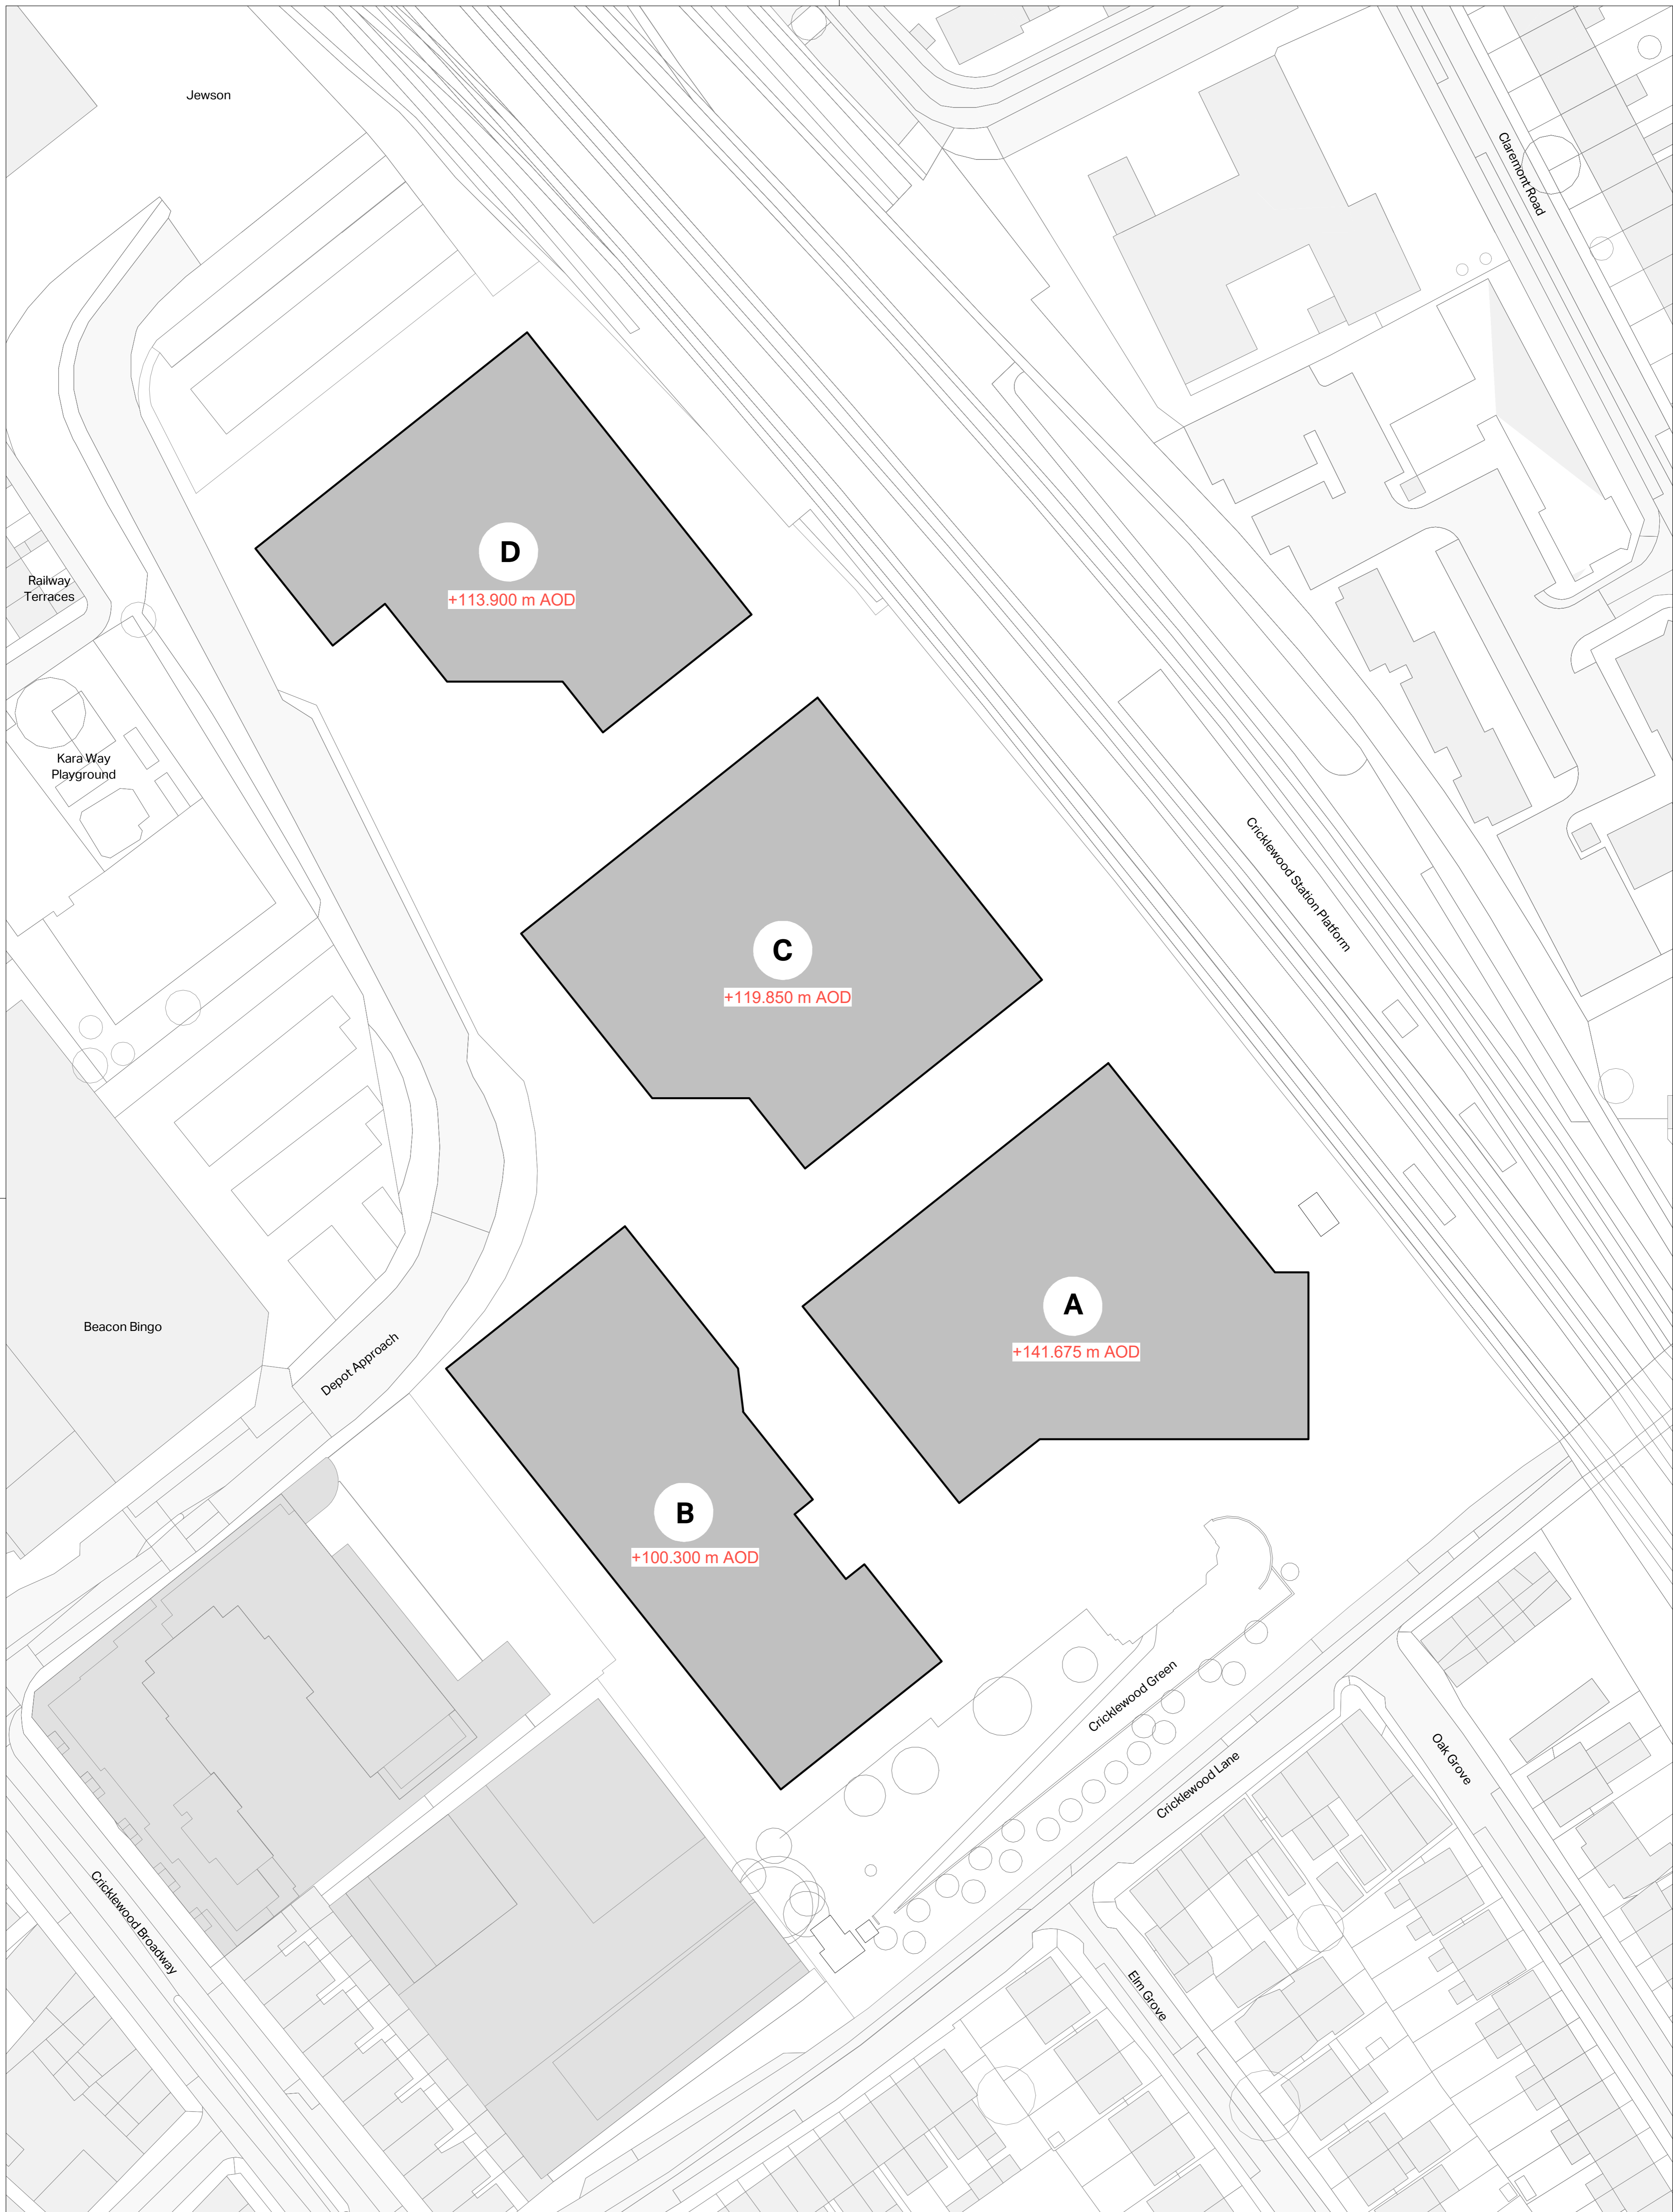 Jewson
Claremont Road
D
+113.900 m AOD
Railway
Terraces
Kara Way
Playground
Cricklewood Station Platform
C
+119.850 m AOD
A
+141.675 m AOD
Beacon Bingo
Depot Approach
B
+100.300 m AOD
Cricklewood Green
Cricklewood Lane
Oak Grove
Cricklewood Broadway
Elm Grove